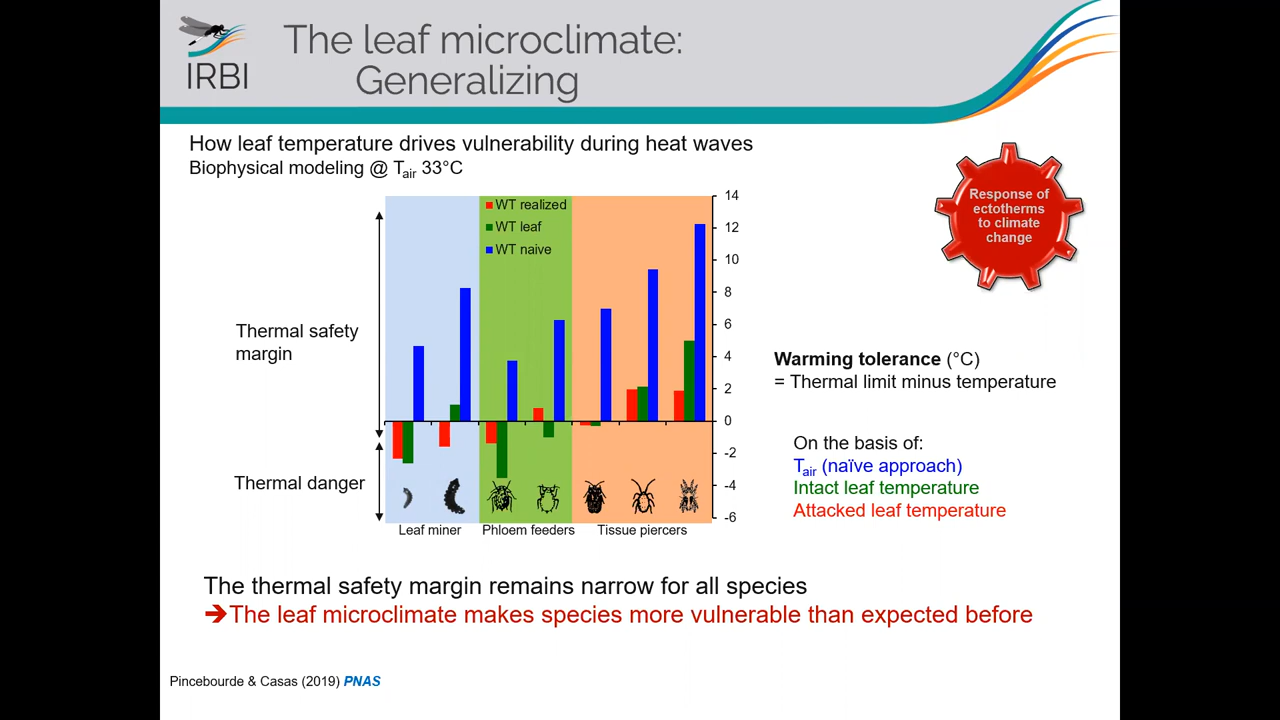 IRBI
The leaf microclimate:
Generalizing
How leaf temperature drives vulnerability during heat waves
Biophysical modeling @ Tair 33°C
Response of
ectotherms
to climate
change
WT realized
WT leaf
WT naive
14
12
10
8
6
4
2
0
-2
-4
-6
Thermal safety
margin
Thermal danger
Leaf miner
Phloem feeders
Tissue piercers
Warming tolerance (°C)
= Thermal limit minus temperature
On the basis of:
Tair (naïve approach)
Intact leaf temperature
Attacked leaf temperature
The thermal safety margin remains narrow for all species
➔The leaf microclimate makes species more vulnerable than expected before
Pincebourde & Casas (2019) PNAS